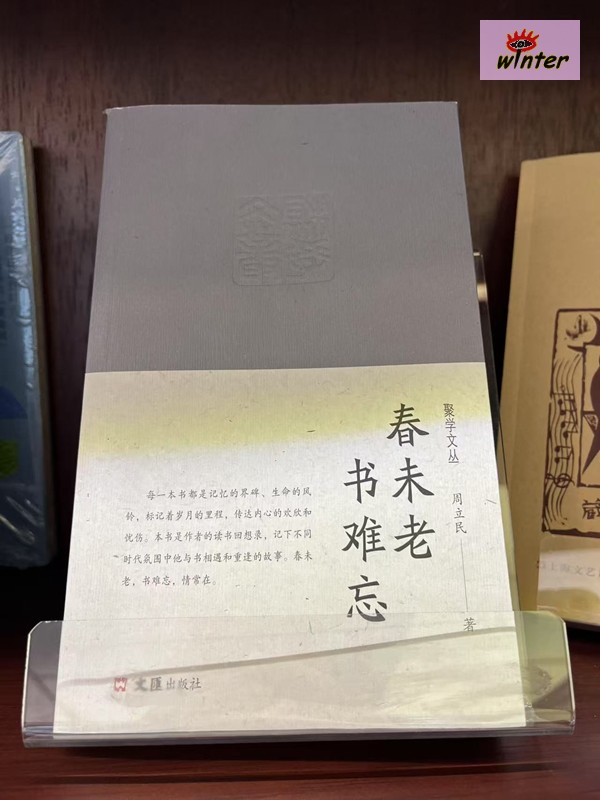 winter
聚学文丛
春未老
书难忘
周立民
著
每一本书都是记忆的界碑、生命的风
铃，标记着岁月的里程，传达内心的欢欣和
忧伤。本书是作者的读书回想录，记下不同
时代氛围中他与书相遇和重逢的故事。春未
老，书难忘，情常在。
文匯出版社
上海文艺